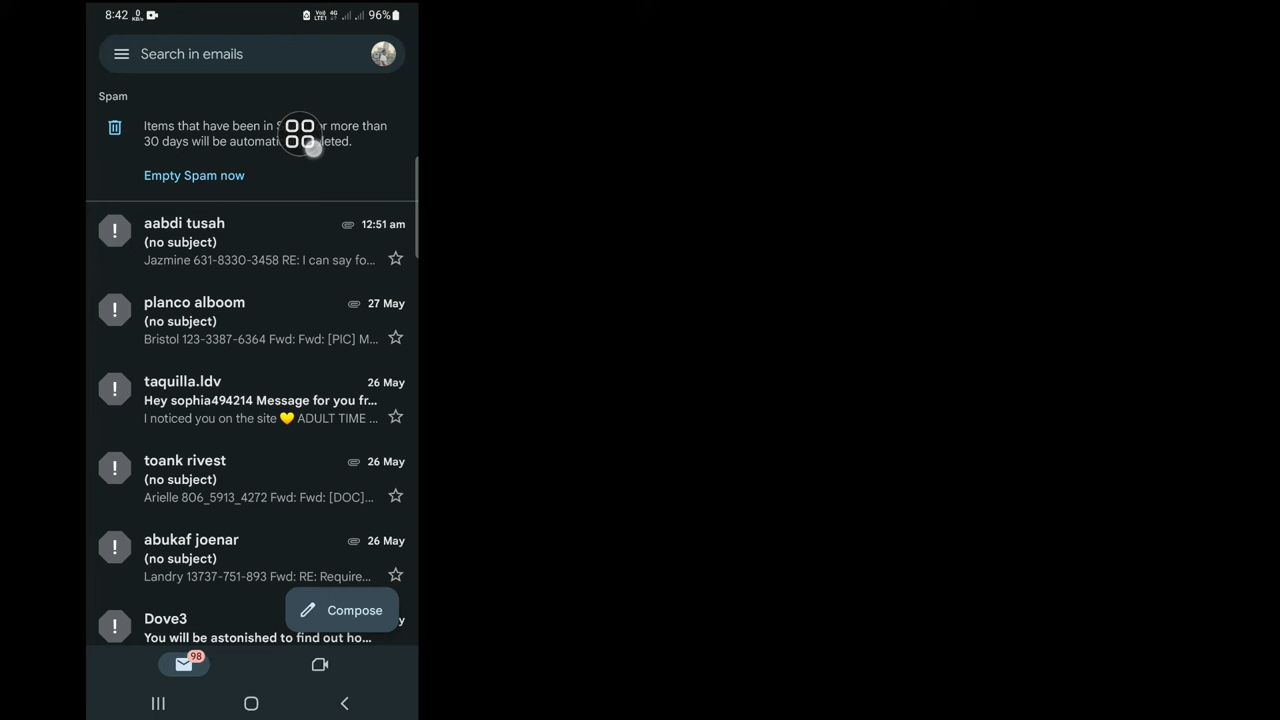 8:42 0 KB/s Vo) LTE1 4G 96%
Search in emails
Spam
Items that have been in S r more than
30 days will be automati leted.
Empty Spam now
aabdi tusah 12:51 am
(no subject)
Jazmine 631-8330-3458 RE: I can say fo...
planco alboom 27 May
(no subject)
Bristol 123-3387-6364 Fwd: Fwd: [PIC] M...
taquilla.ldv 26 May
Hey sophia494214 Message for you fr...
I noticed you on the site 💛 ADULT TIME ...
toank rivest 26 May
(no subject)
Arielle 806_5913_4272 Fwd: Fwd: [DOC]...
abukaf joenar 26 May
(no subject)
Landry 13737-751-893 Fwd: RE: Require...
Compose
Dove3 y
You will be astonished to find out ho...
98